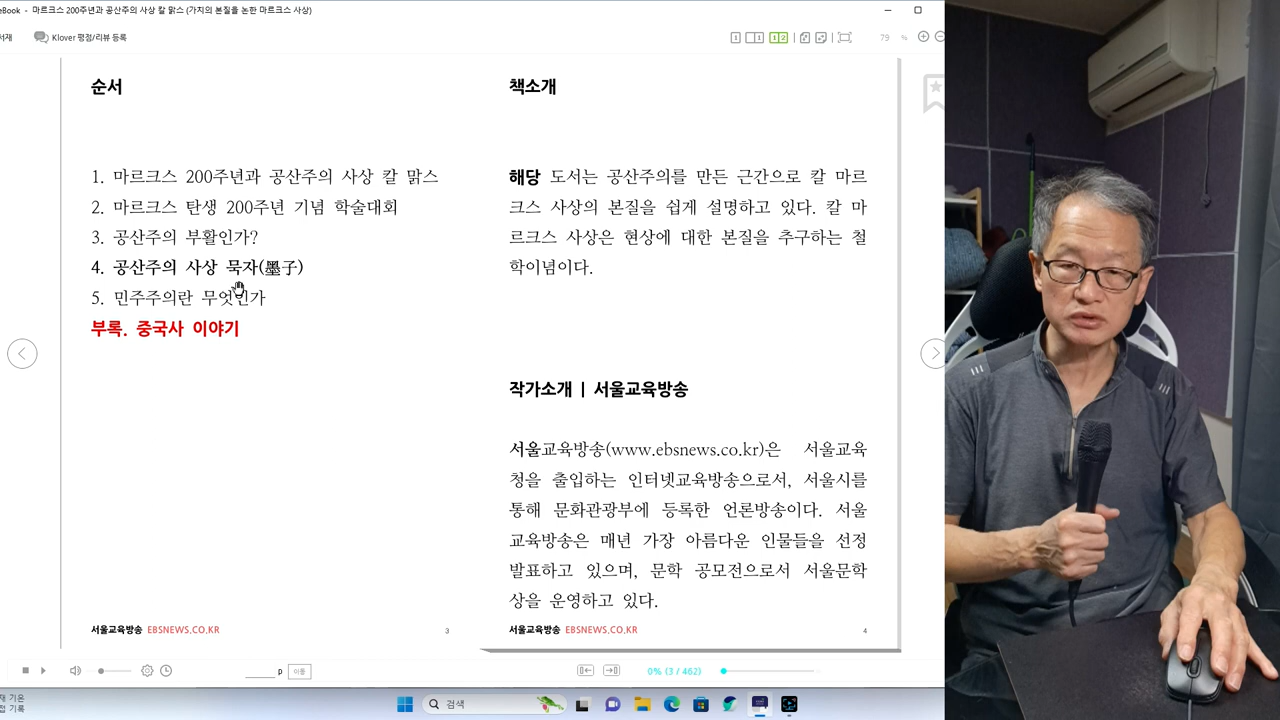 eBook - 마르크스 200주년과 공산주의 사상 칼 맑스 (가치의 본질을 논한 마르크스 사상)
서재 Klover 평점/리뷰 등록
79 %
순서
1. 마르크스 200주년과 공산주의 사상 칼 맑스
2. 마르크스 탄생 200주년 기념 학술대회
3. 공산주의 부활인가?
4. 공산주의 사상 묵자(墨子)
5. 민주주의란 무엇인가
부록. 중국사 이야기
서울교육방송 EBSNEWS.CO.KR 3
책소개
해당 도서는 공산주의를 만든 근간으로 칼 마르
크스 사상의 본질을 쉽게 설명하고 있다. 칼 마
르크스 사상은 현상에 대한 본질을 추구하는 철
학이념이다.
작가소개 | 서울교육방송
서울교육방송(www.ebsnews.co.kr)은 서울교육
청을 출입하는 인터넷교육방송으로서, 서울시를
통해 문화관광부에 등록한 언론방송이다. 서울
교육방송은 매년 가장 아름다운 인물들을 선정
발표하고 있으며, 문학 공모전으로서 서울문학
상을 운영하고 있다.
서울교육방송 EBSNEWS.CO.KR 4
p 이동
0% (3 / 462)
재 기온
접 기록
검색